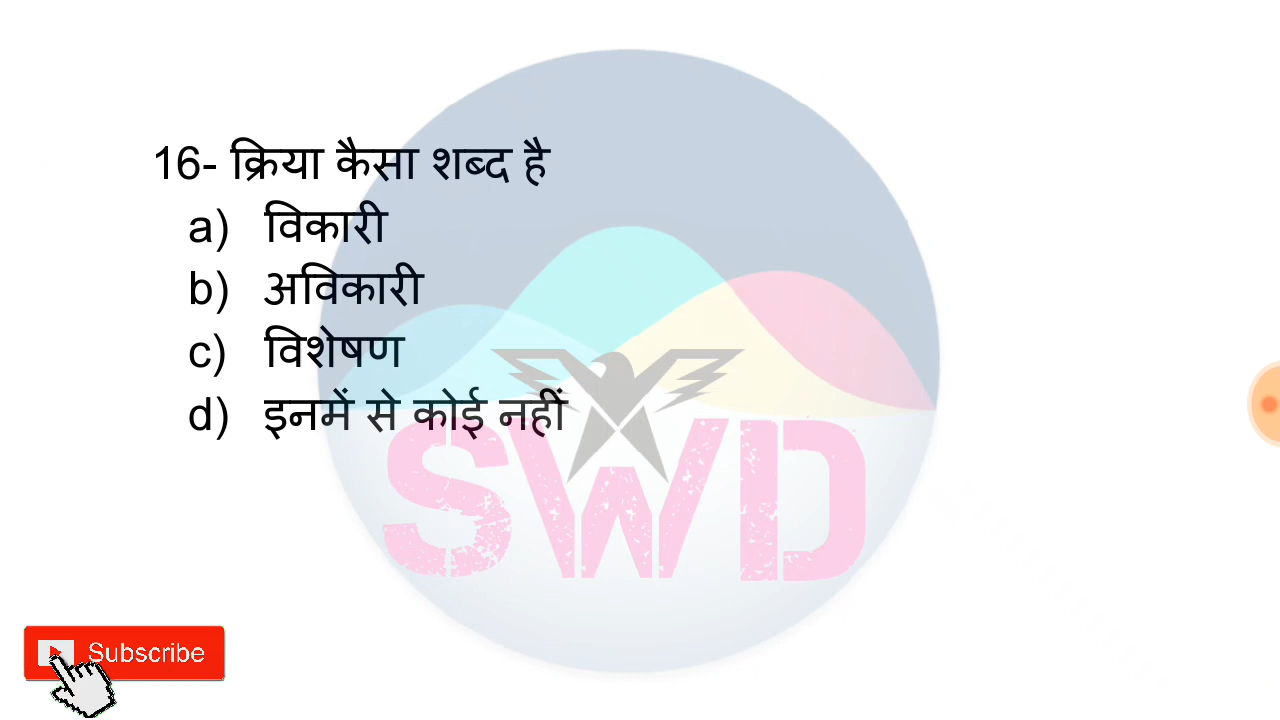 16- क्रिया कैसा शब्द है
a) विकारी
b) अविकारी
c) विशेषण
d) इनमें से कोई नहीं
SWD
Subscribe